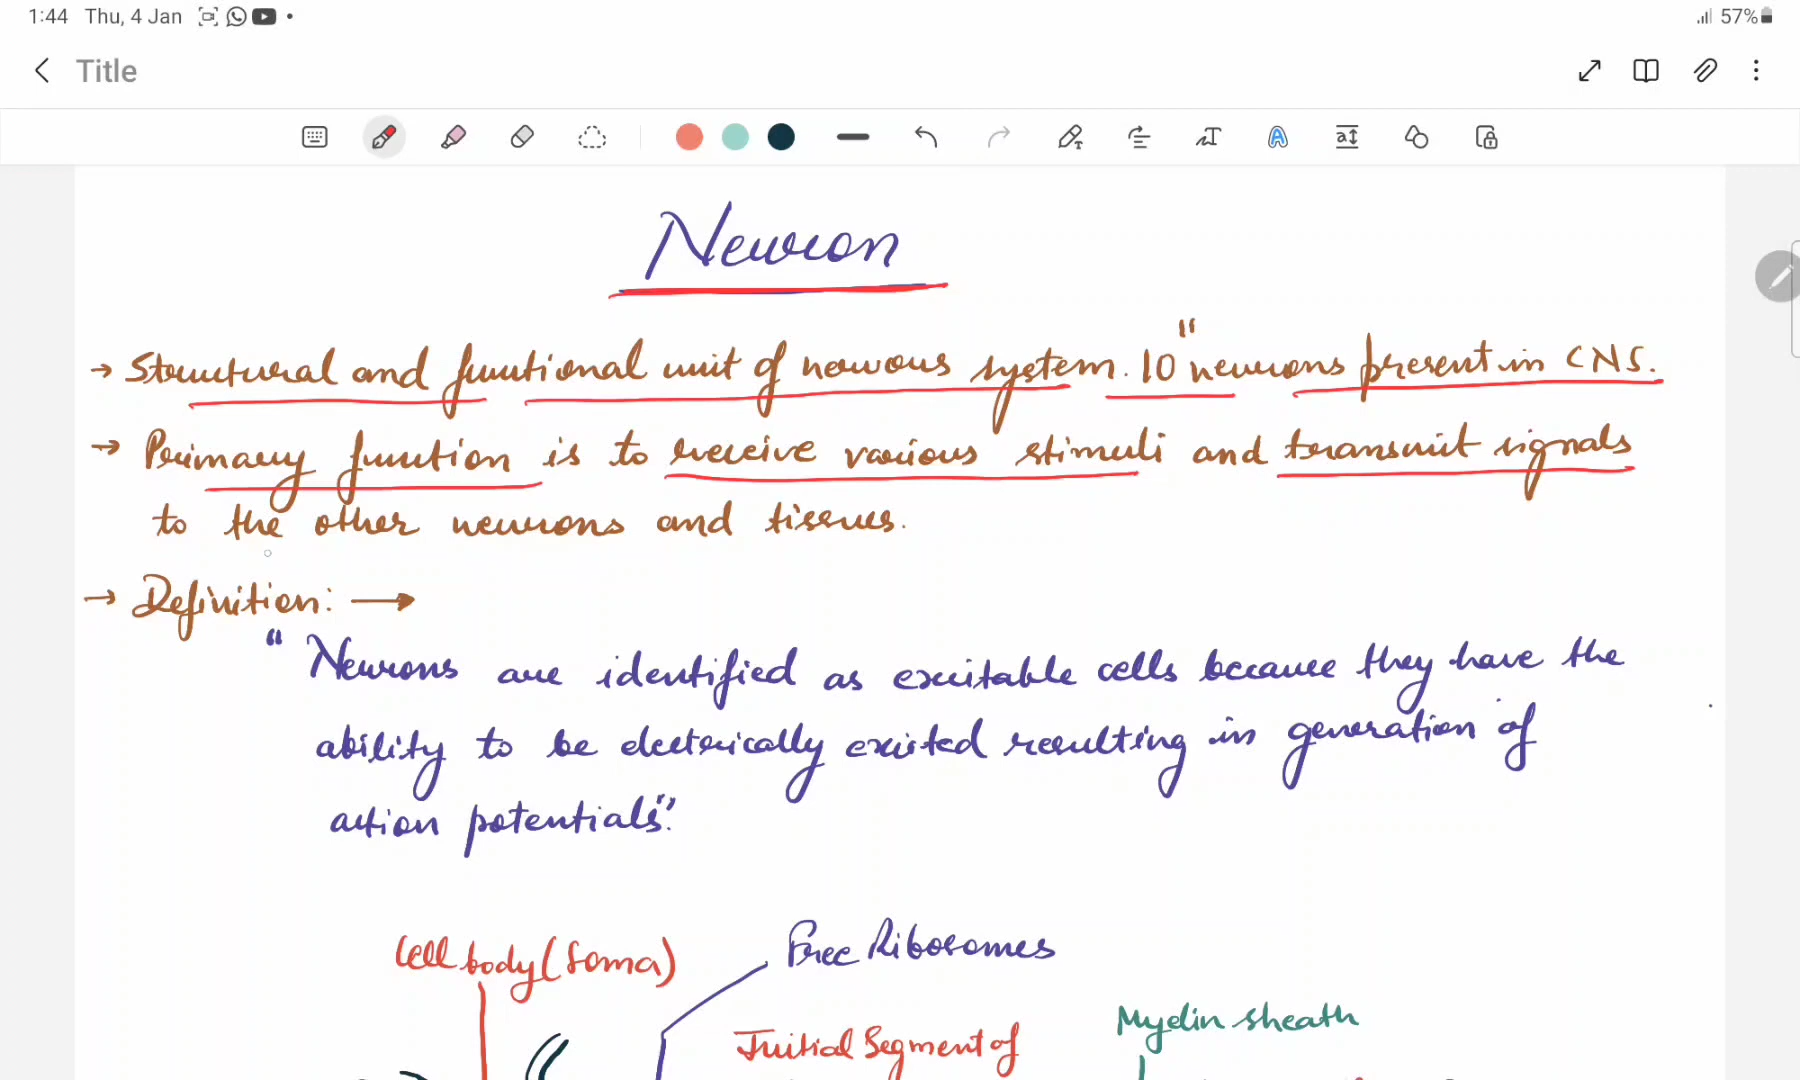 1:44 Thu, 4 Jan
57%
Title
Neuron
→ Structural and functional unit of nervous system. 10¹¹ neurons present in CNS.
→ Primary function is to receive various stimuli and transmit signals
to the other neurons and tissues.
→ Definition: →
" Neurons are identified as excitable cells because they have the
ability to be electrically excited resulting in generation of
action potentials".
Cell body (Soma)
Free Ribosomes
Initial Segment of
Myelin sheath